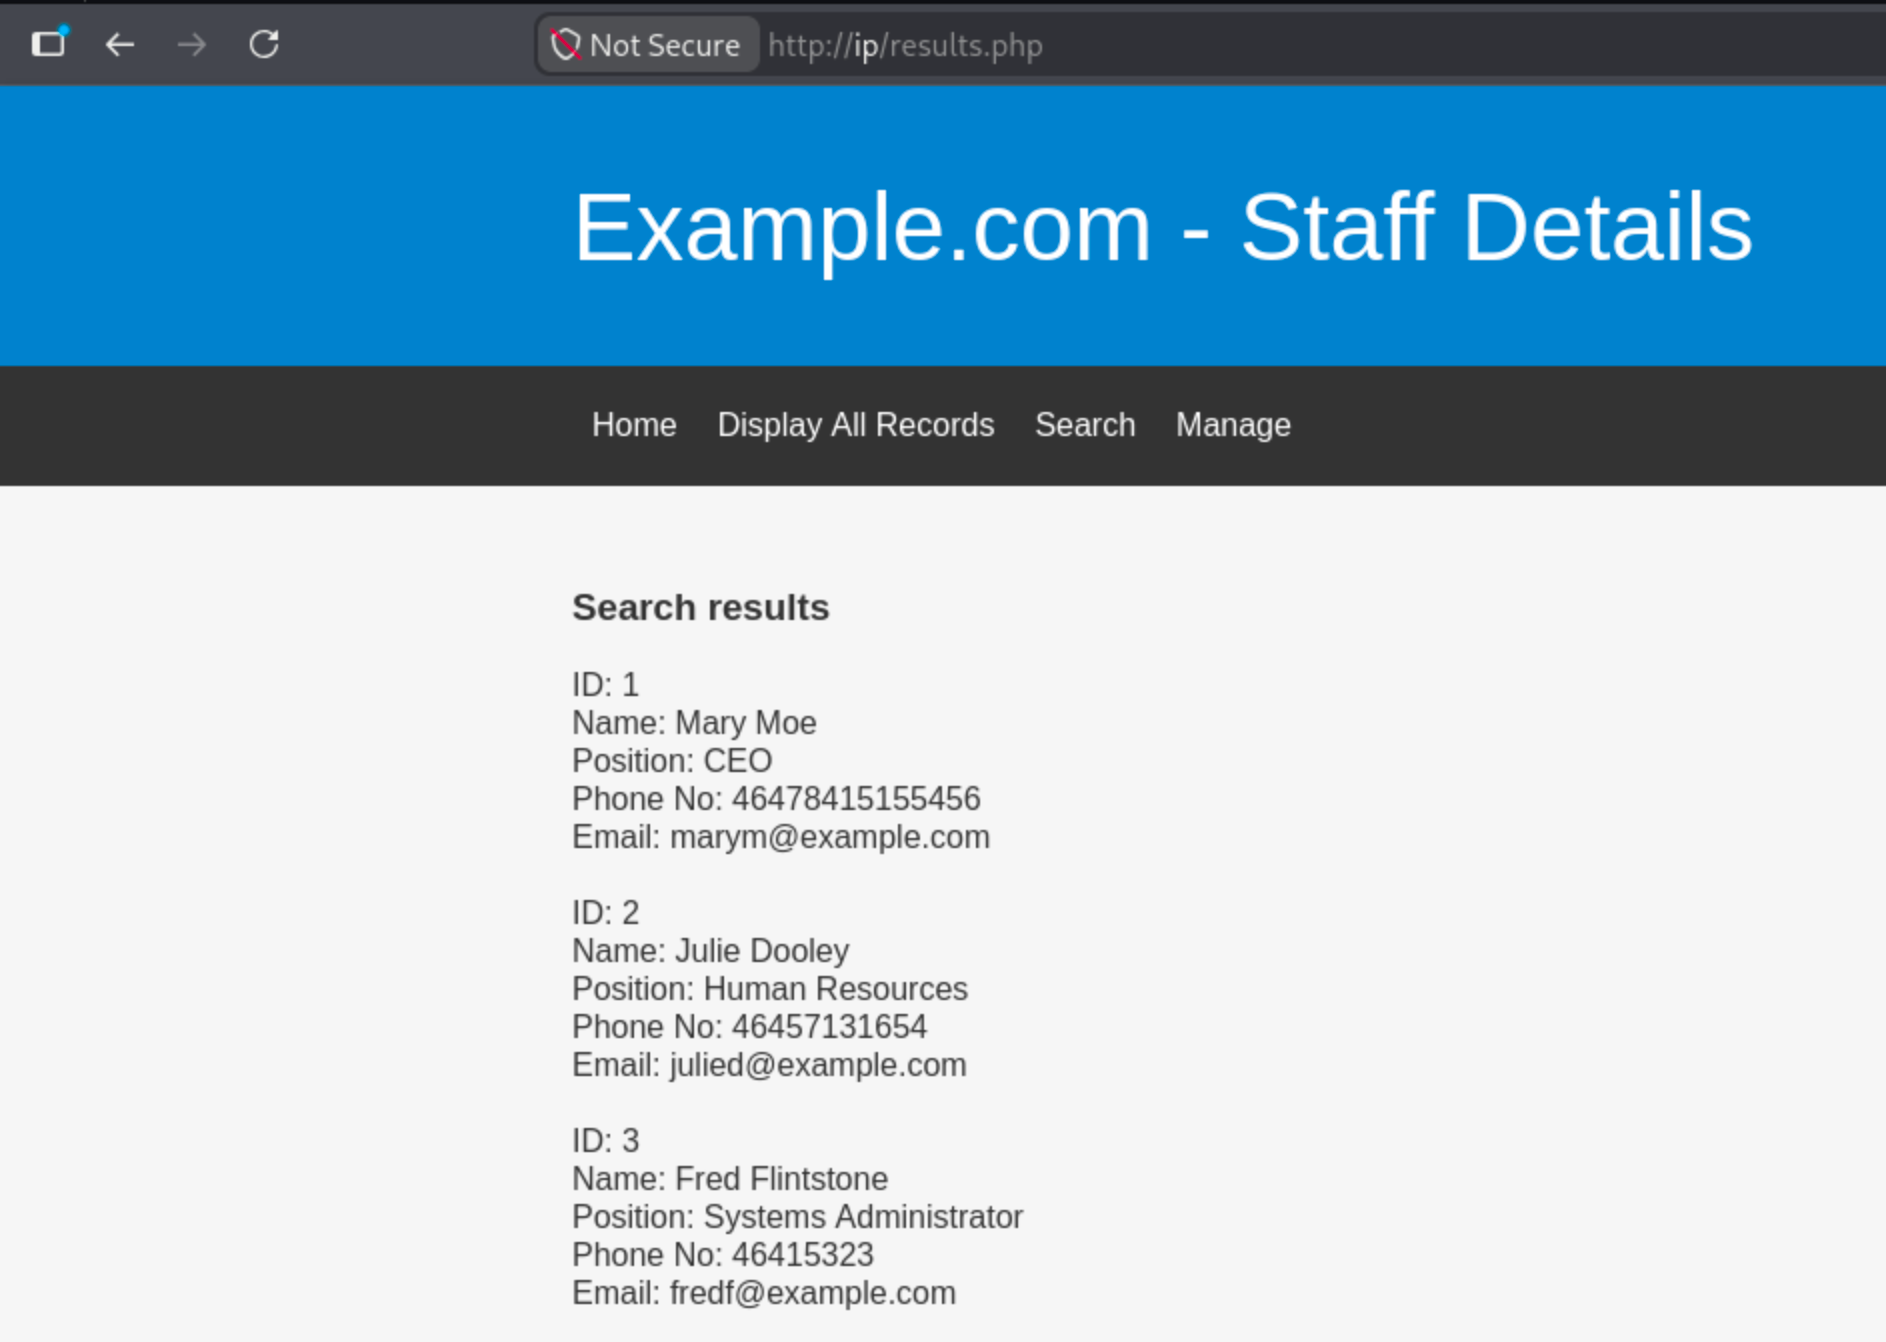 Not Secure http://ip/results.php
Example.com - Staff Details
Home Display All Records Search Manage
Search results
ID: 1
Name: Mary Moe
Position: CEO
Phone No: 46478415155456
Email: marym@example.com
ID: 2
Name: Julie Dooley
Position: Human Resources
Phone No: 46457131654
Email: julied@example.com
ID: 3
Name: Fred Flintstone
Position: Systems Administrator
Phone No: 46415323
Email: fredf@example.com